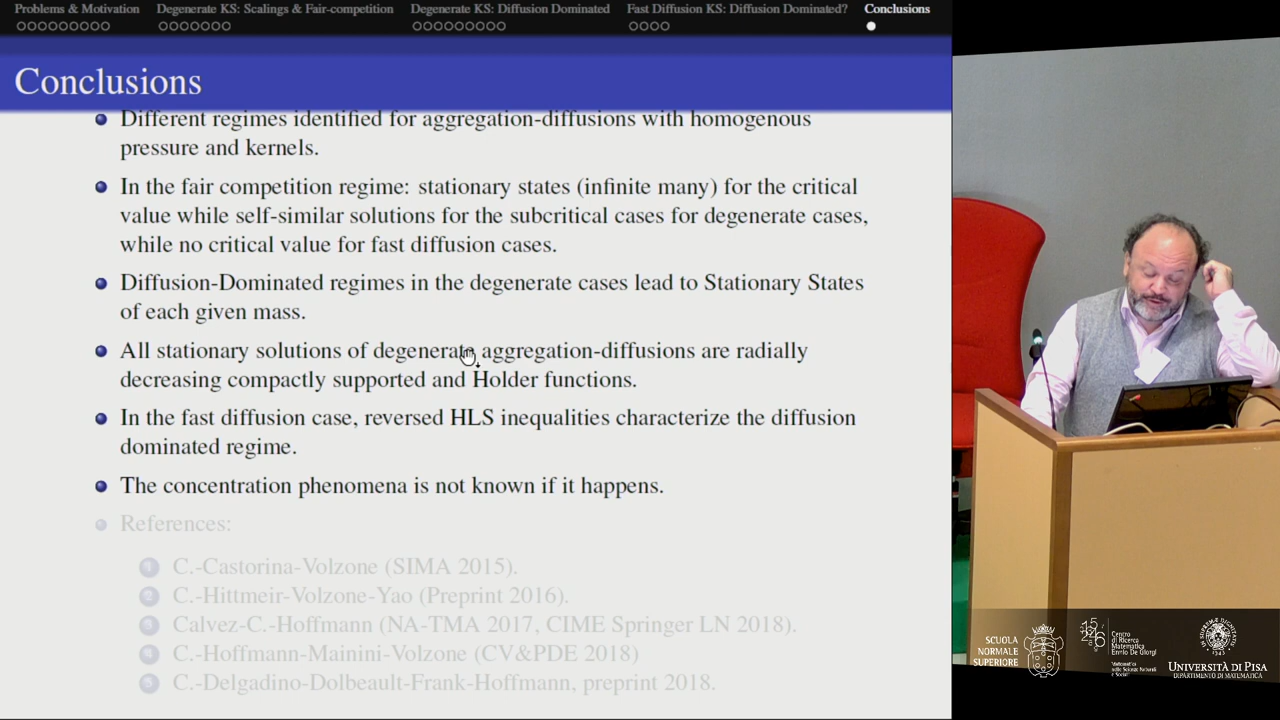 Problems & Motivation
Degenerate KS: Scalings & Fair-competition
Degenerate KS: Diffusion Dominated
Fast Diffusion KS: Diffusion Dominated?
Conclusions
Conclusions
Different regimes identified for aggregation-diffusions with homogenous
pressure and kernels.
In the fair competition regime: stationary states (infinite many) for the critical
value while self-similar solutions for the subcritical cases for degenerate cases,
while no critical value for fast diffusion cases.
Diffusion-Dominated regimes in the degenerate cases lead to Stationary States
of each given mass.
All stationary solutions of degenerate aggregation-diffusions are radially
decreasing compactly supported and Holder functions.
In the fast diffusion case, reversed HLS inequalities characterize the diffusion
dominated regime.
The concentration phenomena is not known if it happens.
References:
1 C.-Castorina-Volzone (SIMA 2015).
2 C.-Hittmeir-Volzone-Yao (Preprint 2016).
3 Calvez-C.-Hoffmann (NA-TMA 2017, CIME Springer LN 2018).
4 C.-Hoffmann-Mainini-Volzone (CV&PDE 2018)
5 C.-Delgadino-Dolbeault-Frank-Hoffmann, preprint 2018.
SCUOLA
NORMALE
SUPERIORE
Centro
di Ricerca
Matematica
Ennio De Giorgi
UNIVERSITÀ DI PISA
DIPARTIMENTO DI MATEMATICA